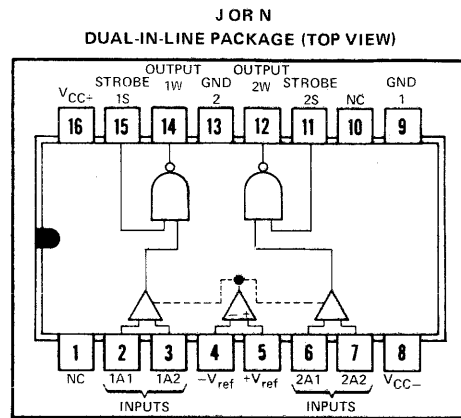 J OR N
DUAL-IN-LINE PACKAGE (TOP VIEW)
VCC+ STROBE 1S OUTPUT 1W GND 2 OUTPUT 2W STROBE 2S NC GND 1
16 15 14 13 12 11 10 9
- +
1 2 3 4 5 6 7 8
NC 1A1 1A2 -Vref +Vref 2A1 2A2 VCC-
INPUTS INPUTS